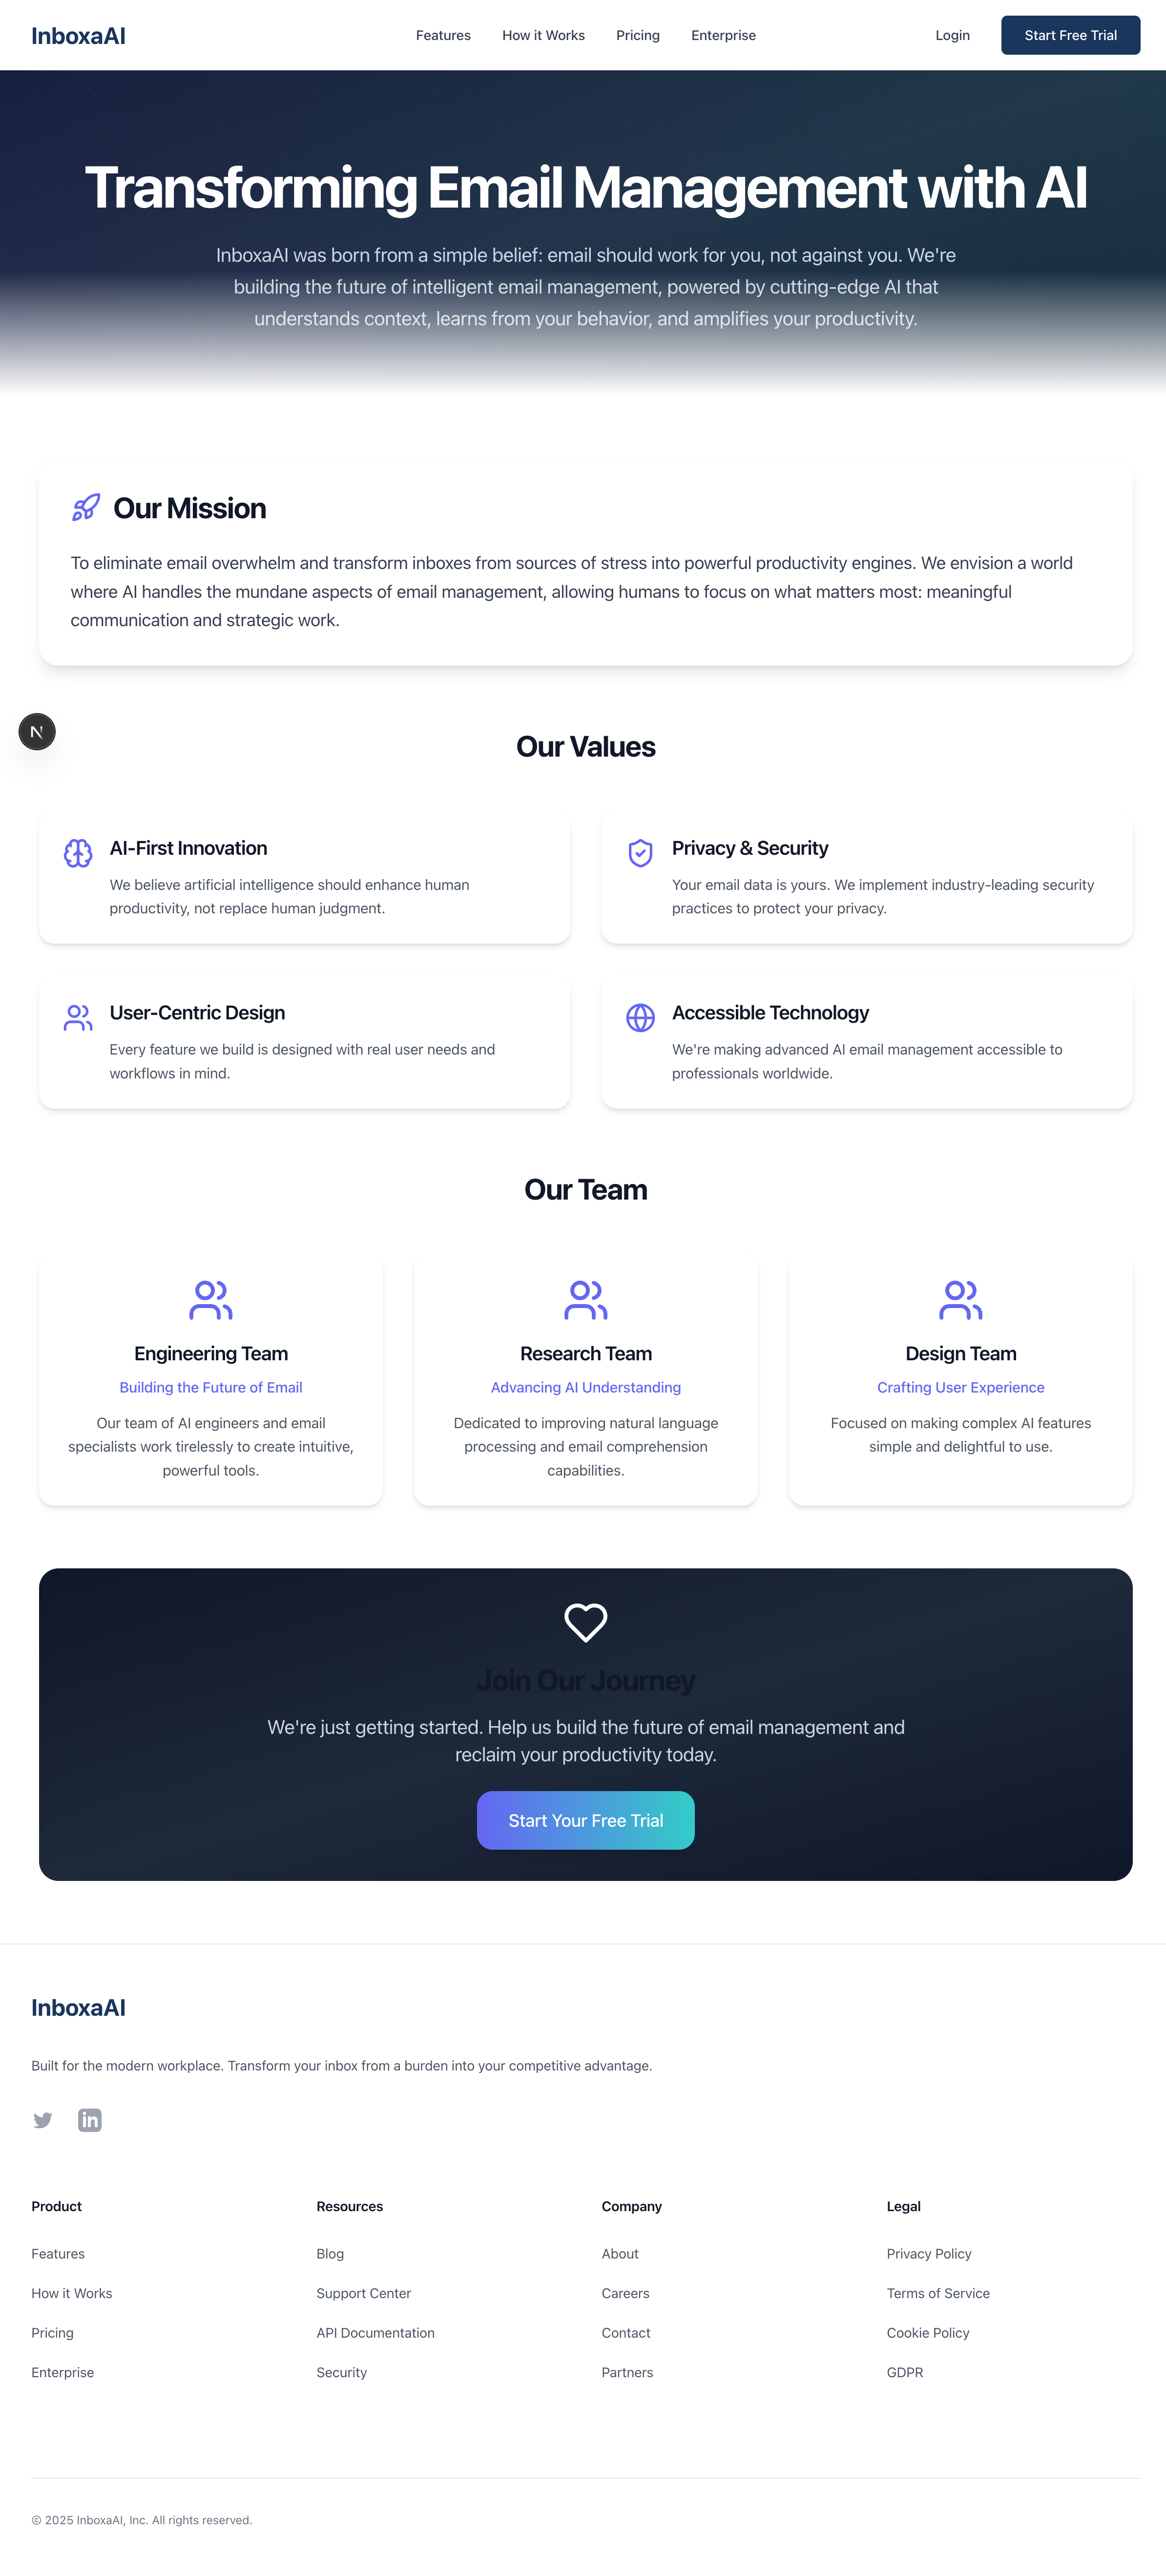 InboxaAI
Features
How it Works
Pricing
Enterprise
Login
Start Free Trial
Transforming Email Management with AI
InboxaAI was born from a simple belief: email should work for you, not against you. We're
building the future of intelligent email management, powered by cutting-edge AI that
understands context, learns from your behavior, and amplifies your productivity.
Our Mission
To eliminate email overwhelm and transform inboxes from sources of stress into powerful productivity engines. We envision a world
where AI handles the mundane aspects of email management, allowing humans to focus on what matters most: meaningful
communication and strategic work.
N
Our Values
AI-First Innovation
We believe artificial intelligence should enhance human
productivity, not replace human judgment.
Privacy & Security
Your email data is yours. We implement industry-leading security
practices to protect your privacy.
User-Centric Design
Every feature we build is designed with real user needs and
workflows in mind.
Accessible Technology
We're making advanced AI email management accessible to
professionals worldwide.
Our Team
Engineering Team
Building the Future of Email
Our team of AI engineers and email
specialists work tirelessly to create intuitive,
powerful tools.
Research Team
Advancing AI Understanding
Dedicated to improving natural language
processing and email comprehension
capabilities.
Design Team
Crafting User Experience
Focused on making complex AI features
simple and delightful to use.
Join Our Journey
We're just getting started. Help us build the future of email management and
reclaim your productivity today.
Start Your Free Trial
InboxaAI
Built for the modern workplace. Transform your inbox from a burden into your competitive advantage.
in
Product
Features
How it Works
Pricing
Enterprise
Resources
Blog
Support Center
API Documentation
Security
Company
About
Careers
Contact
Partners
Legal
Privacy Policy
Terms of Service
Cookie Policy
GDPR
© 2025 InboxaAI, Inc. All rights reserved.